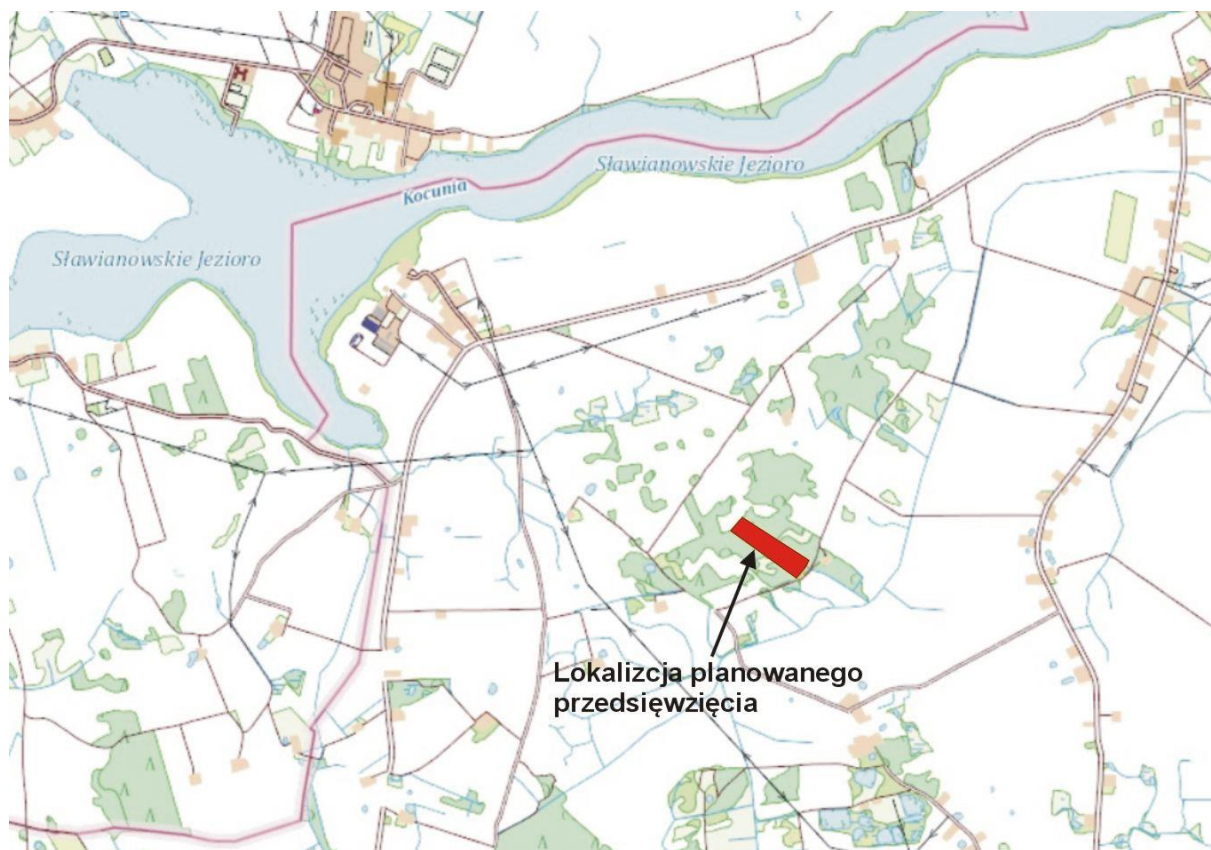 Sławianowskie Jezioro
Kocunia
Sławianowskie Jezioro
Lokalizcja planowanego
przedsięwzięcia